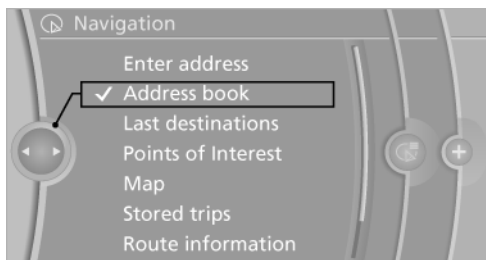 Navigation
Enter address
Address book
Last destinations
Points of Interest
Map
Stored trips
Route information